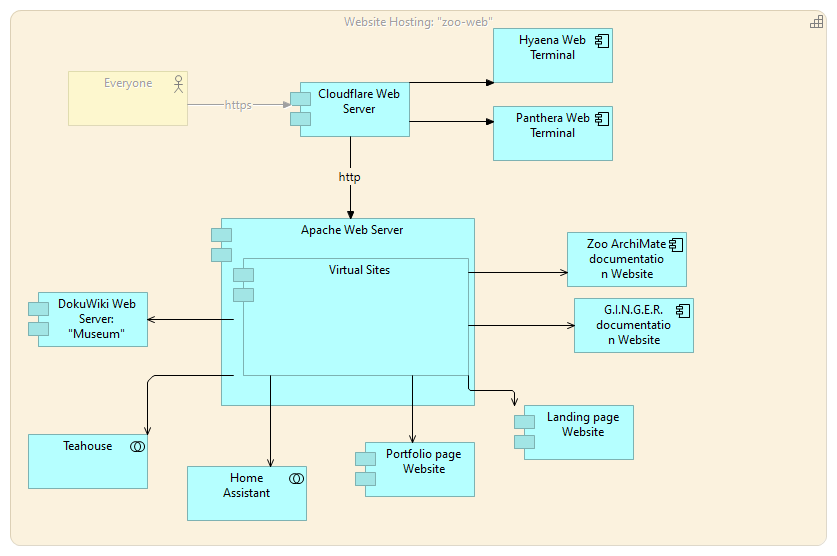 Website Hosting: "zoo-web"
Hyaena Web
Terminal
Everyone
https
Cloudflare Web
Server
Panthera Web
Terminal
http
Apache Web Server
Virtual Sites
Zoo ArchiMate
documentatio
n Website
DokuWiki Web
Server:
"Museum"
G.I.N.G.E.R.
documentatio
n Website
Landing page
Website
Teahouse
Portfolio page
Website
Home
Assistant